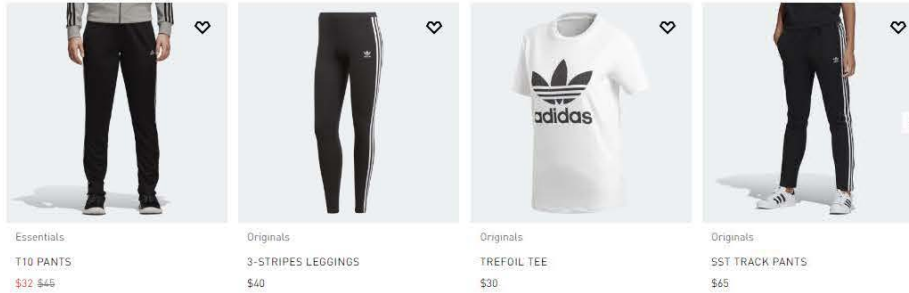 adidas
Essentials
T10 PANTS
$32 $45
Originals
3-STRIPES LEGGINGS
$40
Originals
TREFOIL TEE
$30
Originals
SST TRACK PANTS
$65